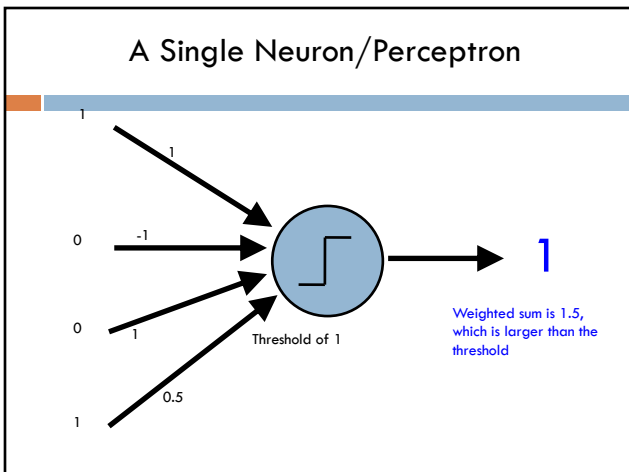 A Single Neuron/Perceptron
1
1
0
-1
0
1
1
0.5
Threshold of 1
1
Weighted sum is 1.5,
which is larger than the
threshold